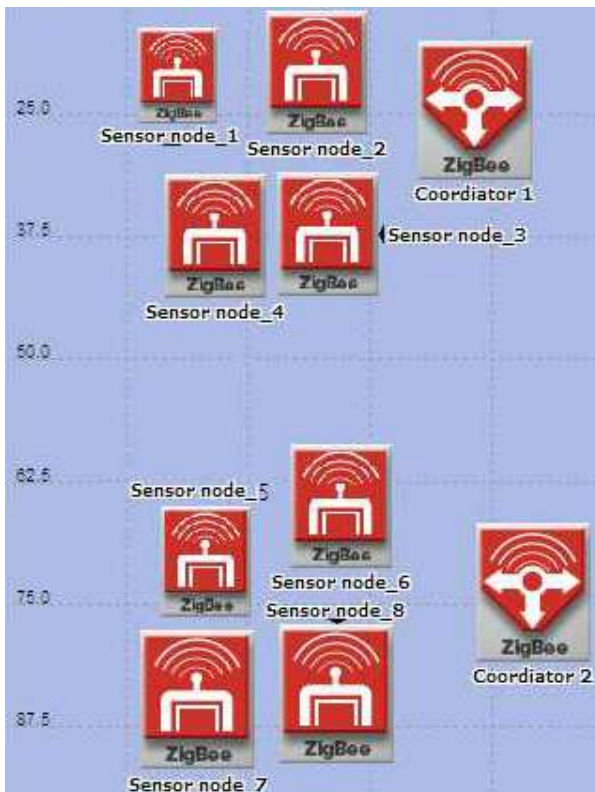 ZigBee
ZigBee
25.0
Sensor node_1
Sensor node_2
ZigBee
Coordiator 1
37.5
Sensor node_3
ZigBee
ZigBee
Sensor node_4
50.0
62.5
Sensor node_5
ZigBee
Sensor node_6
75.0
ZigBee
Sensor node_8
ZigBee
Coordiator 2
87.5
ZigBee
ZigBee
Sensor node_7